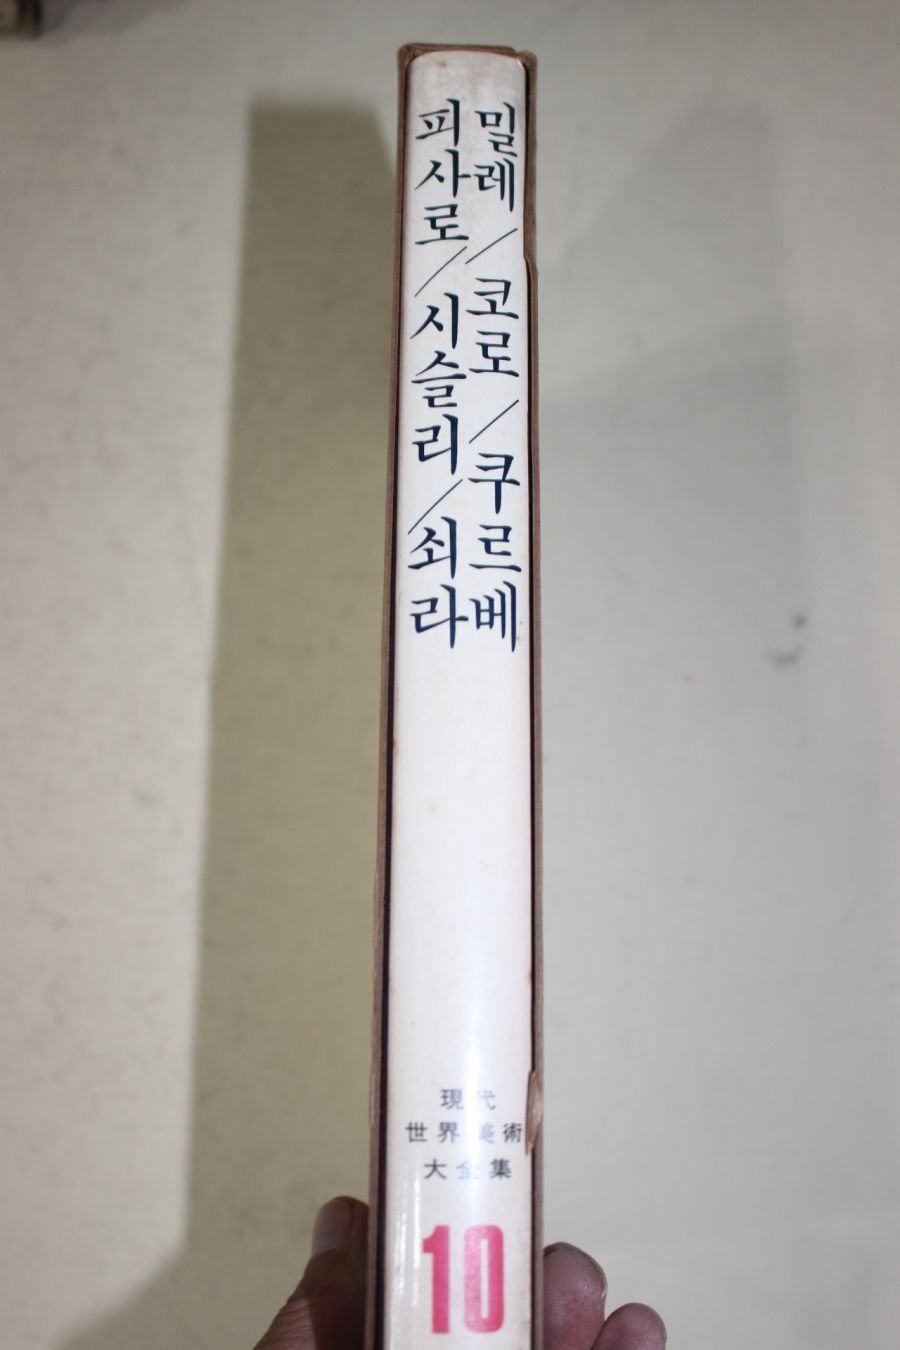 밀레/코로/쿠르베
피사로/시슬리/쇠라
現代
世界美術
大全集
10